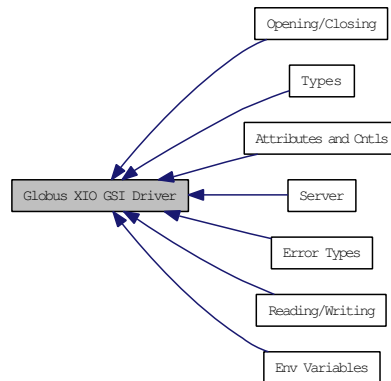 Opening/Closing
Types
Attributes and Cntls
Globus XIO GSI Driver
Server
Error Types
Reading/Writing
Env Variables